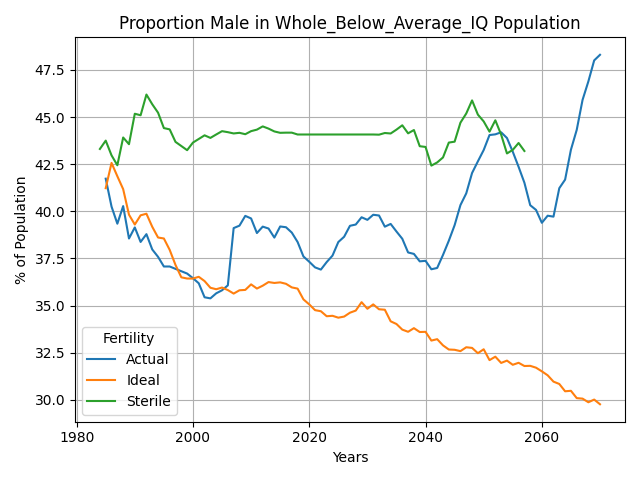 Proportion Male in Whole_Below_Average_IQ Population
% of Population
47.5
45.0
42.5
40.0
37.5
35.0
32.5
30.0
Fertility
Actual
Ideal
Sterile
1980
2000
2020
2040
2060
Years